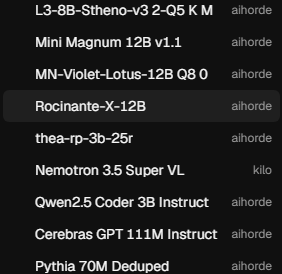 L3-8B-Stheno-v3 2-Q5 K M aihorde
Mini Magnum 12B v1.1 aihorde
MN-Violet-Lotus-12B Q8 0 aihorde
Rocinante-X-12B aihorde
thea-rp-3b-25r aihorde
Nemotron 3.5 Super VL kilo
Qwen2.5 Coder 3B Instruct aihorde
Cerebras GPT 111M Instruct aihorde
Pythia 70M Deduped aihorde